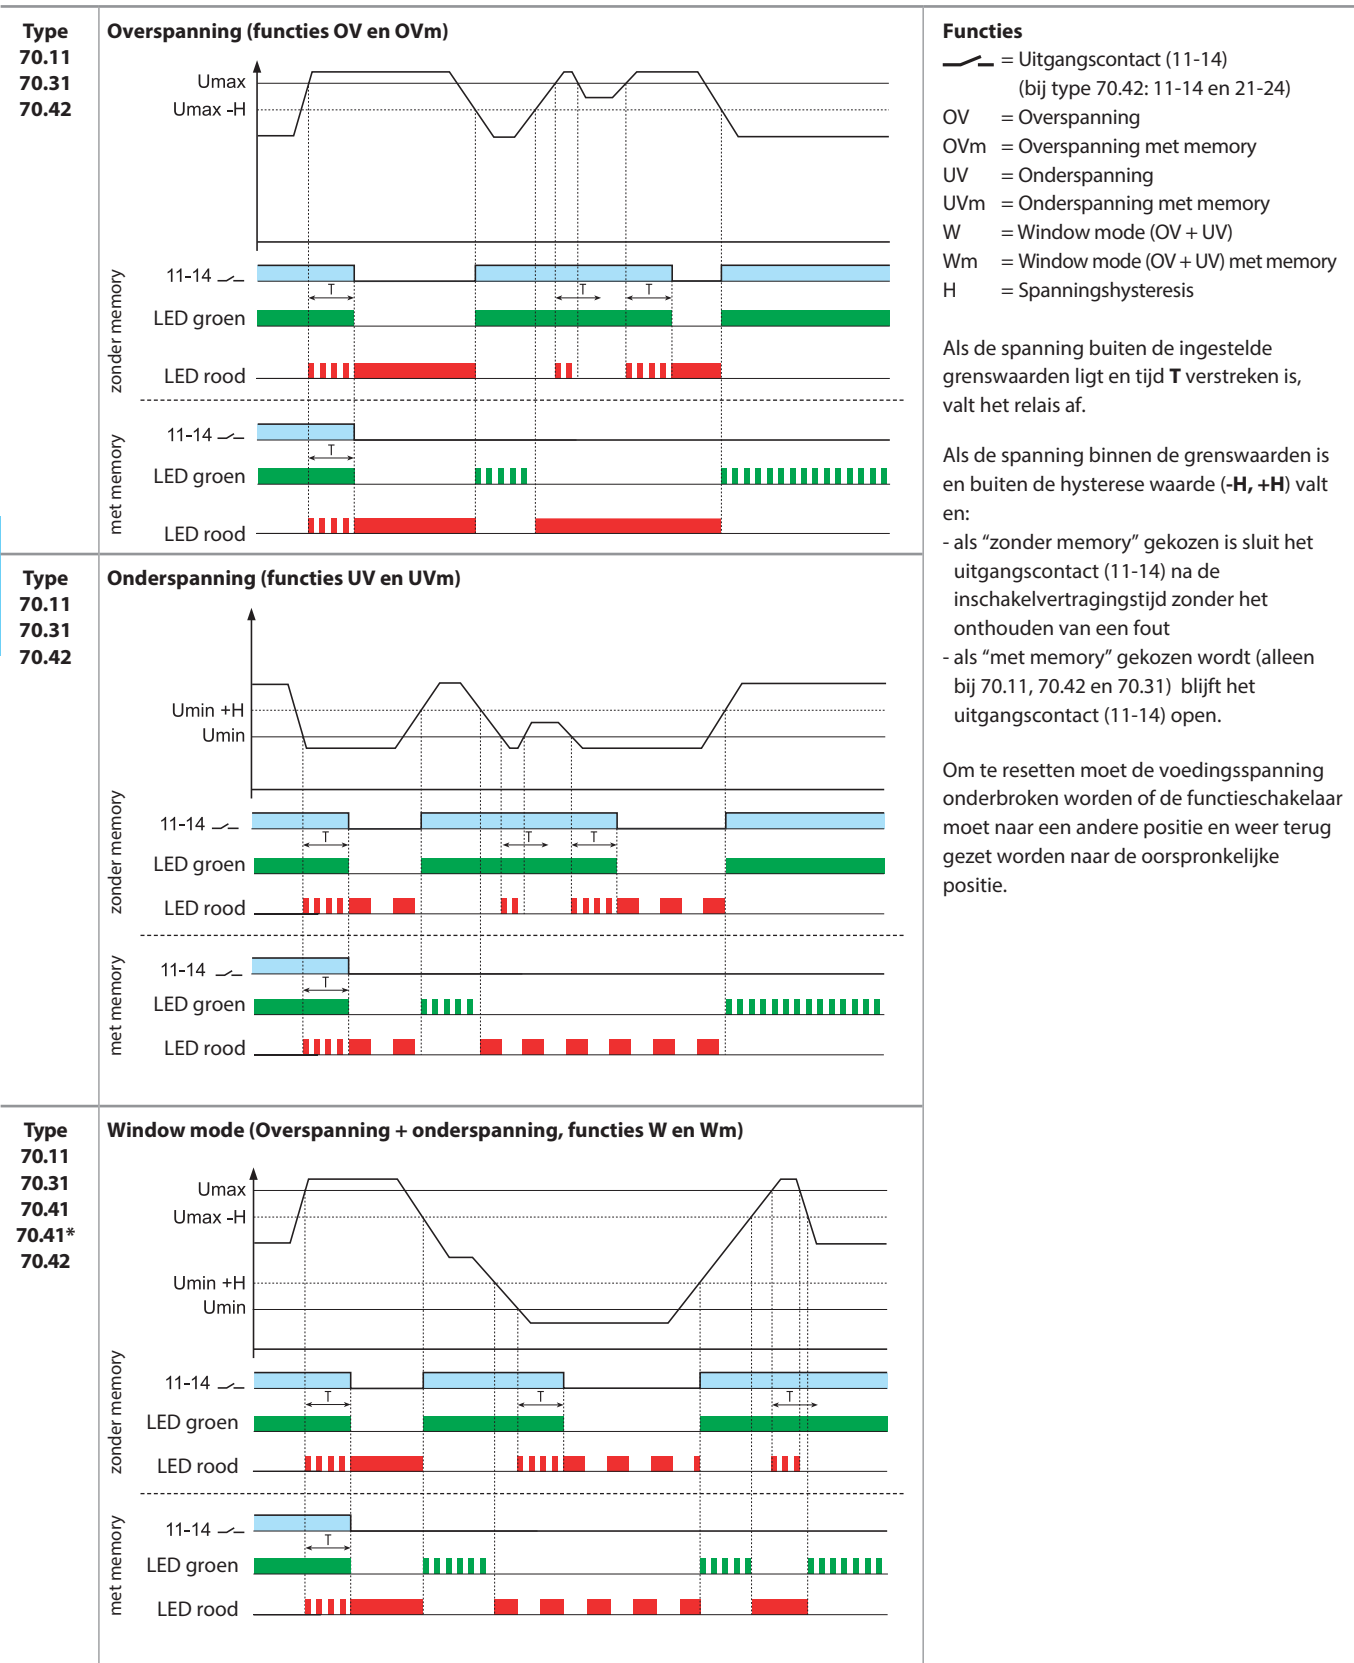 Type
70.11
70.31
70.42
Overspanning (functies OV en OVm)
Umax
Umax -H
zonder memory
11-14
T
T
T
LED groen
LED rood
met memory
11-14
T
LED groen
LED rood
Type
70.11
70.31
70.42
Onderspanning (functies UV en UVm)
Umin +H
Umin
zonder memory
11-14
T
T
T
LED groen
LED rood
met memory
11-14
T
LED groen
LED rood
Type
70.11
70.31
70.41
70.41*
70.42
Window mode (Overspanning + onderspanning, functies W en Wm)
Umax
Umax -H
Umin +H
Umin
zonder memory
11-14
T
T
T
LED groen
LED rood
met memory
11-14
T
LED groen
LED rood
Functies
= Uitgangscontact (11-14)
(bij type 70.42: 11-14 en 21-24)
OV = Overspanning
OVm = Overspanning met memory
UV = Onderspanning
UVm = Onderspanning met memory
W = Window mode (OV + UV)
Wm = Window mode (OV + UV) met memory
H = Spanningshysteresis
Als de spanning buiten de ingestelde
grenswaarden ligt en tijd T verstreken is,
valt het relais af.
Als de spanning binnen de grenswaarden is
en buiten de hysterese waarde (-H, +H) valt
en:
- als “zonder memory” gekozen is sluit het
uitgangscontact (11-14) na de
inschakelvertragingstijd zonder het
onthouden van een fout
- als “met memory” gekozen wordt (alleen
bij 70.11, 70.42 en 70.31) blijft het
uitgangscontact (11-14) open.
Om te resetten moet de voedingsspanning
onderbroken worden of de functieschakelaar
moet naar een andere positie en weer terug
gezet worden naar de oorspronkelijke
positie.